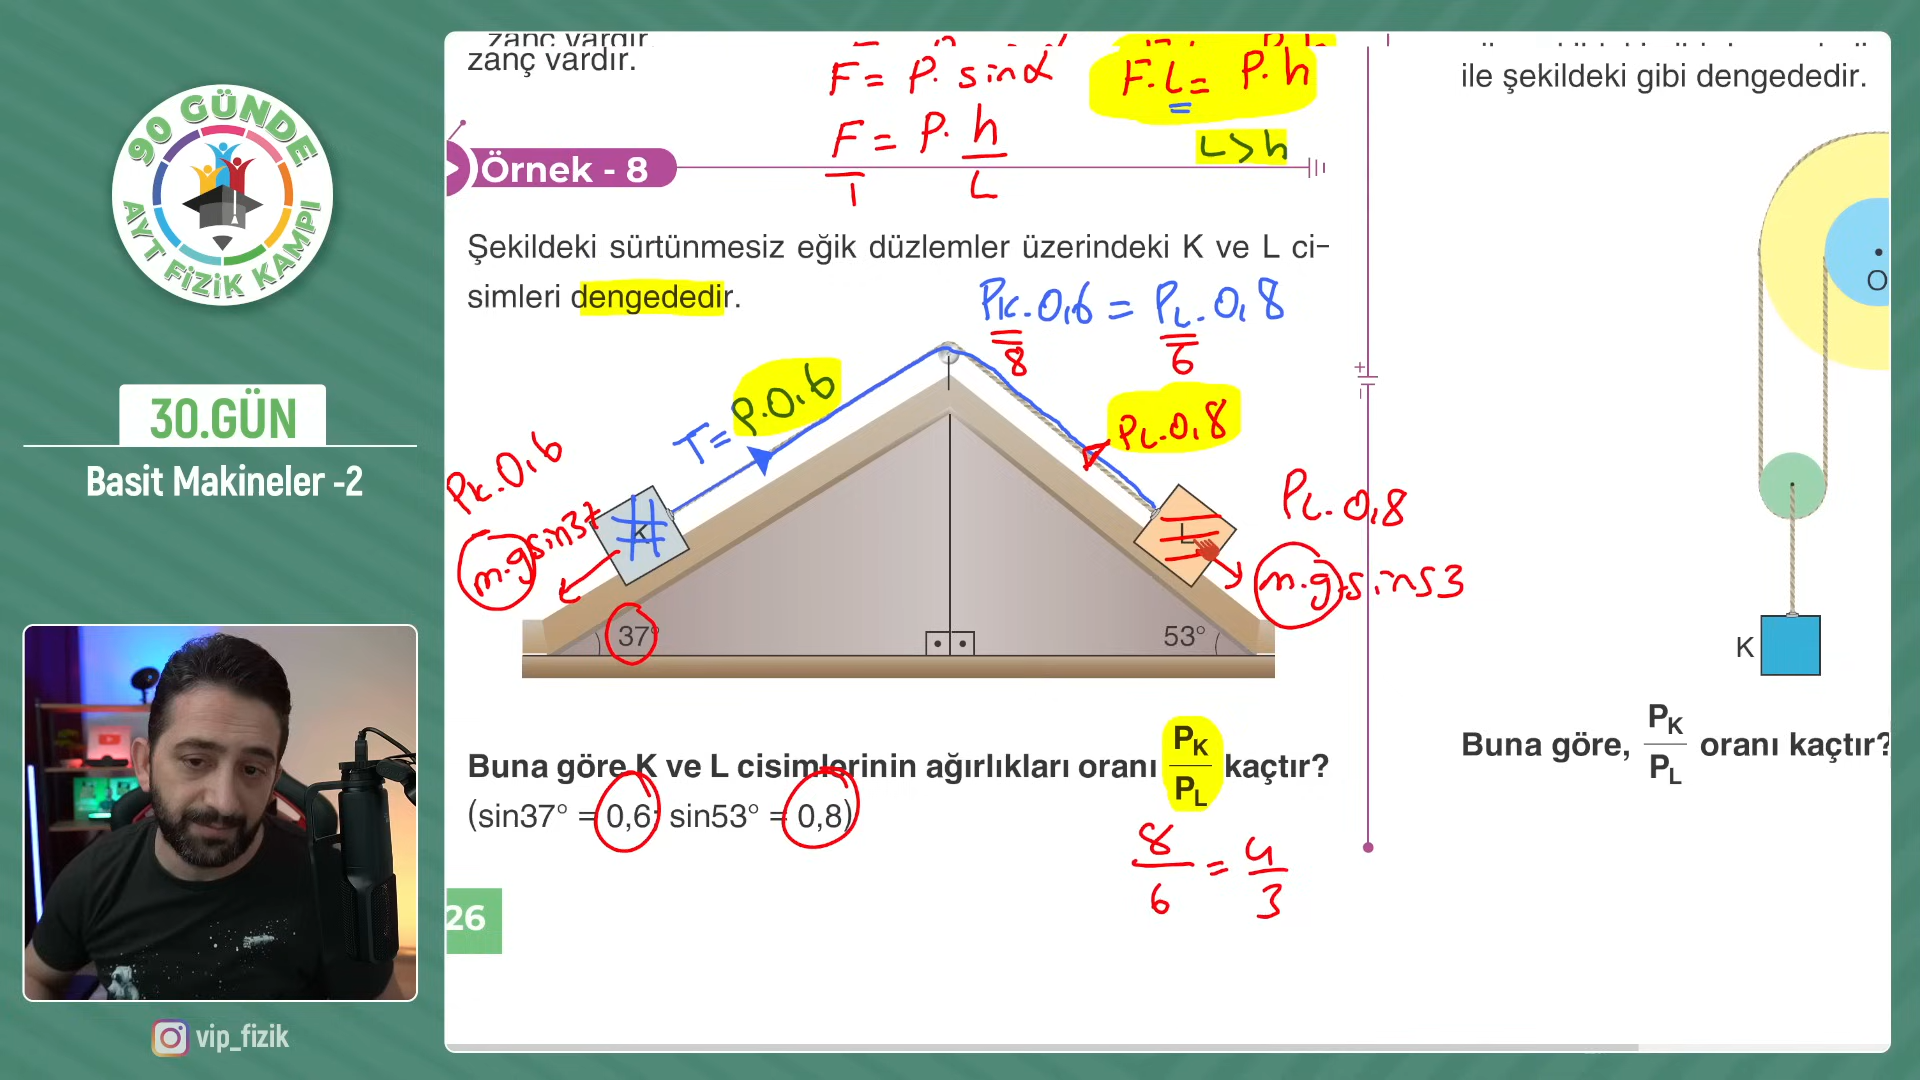 90 GÜNDE
AYT FİZİK KAMPI
30.GÜN
Basit Makineler -2
vip_fizik
zanç vardır.
zanç vardır.
F = P. sinα
F.L = P.h
F = P. h
T L
L > h
Örnek - 8
Şekildeki sürtünmesiz eğik düzlemler üzerindeki K ve L ci-
simleri dengededir.
PK.0,6 = PL.0,8
8 6
T = P.0,6
PL.0,8
PK.0,6
m.g sin37
K
L
PL.0,8
m.g.sin53
37°
53°
Buna göre K ve L cisimlerinin ağırlıkları oranı PK/PL kaçtır?
(sin37° = 0,6; sin53° = 0,8)
8/6 = 4/3
26
ile şekildeki gibi dengededir.
O
K
Buna göre, PK/PL oranı kaçtır?